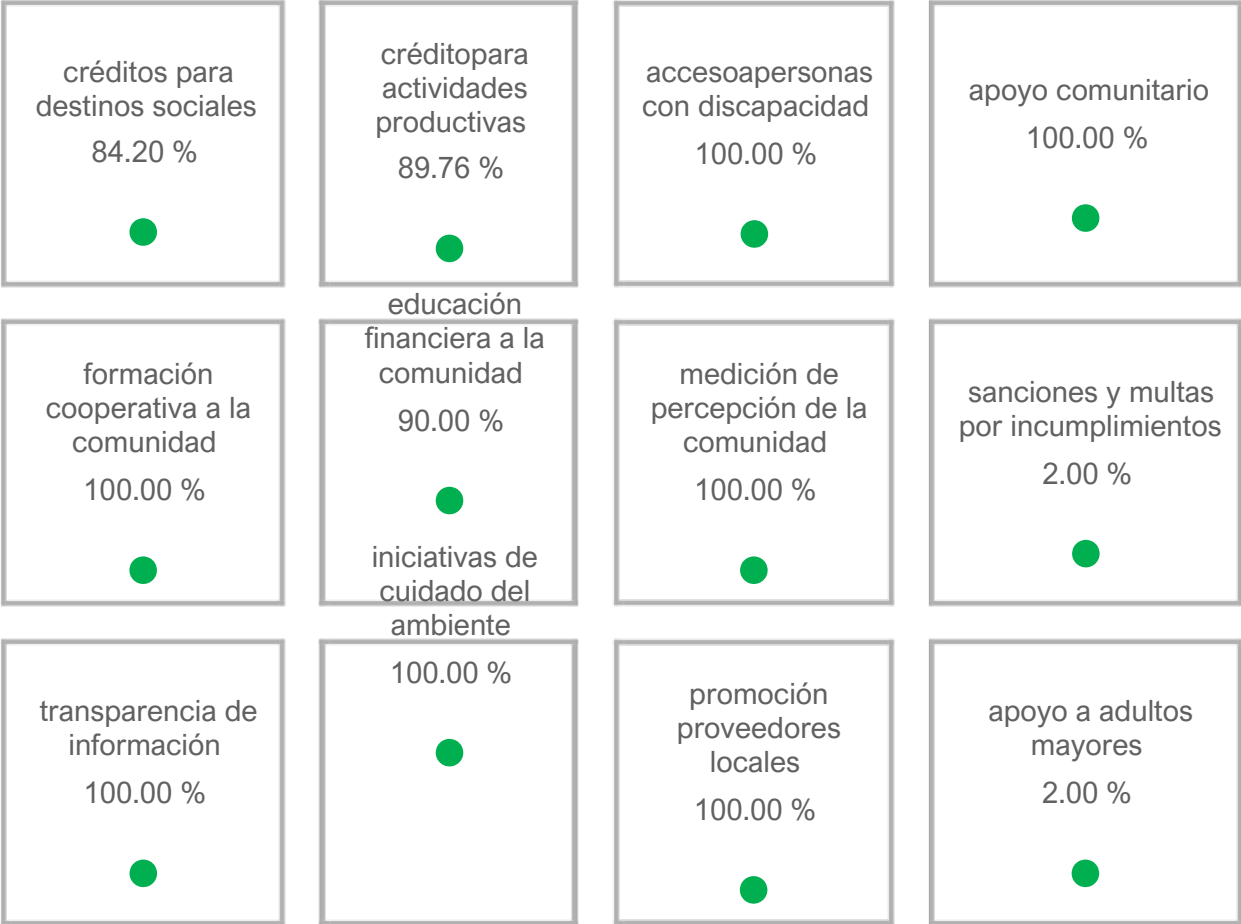 créditos para
destinos sociales
84.20 %
créditopara
actividades
productivas
89.76 %
accesoapersonas
con discapacidad
100.00 %
apoyo comunitario
100.00 %
formación
cooperativa a la
comunidad
100.00 %
educación
financiera a la
comunidad
90.00 %
medición de
percepción de la
comunidad
100.00 %
sanciones y multas
por incumplimientos
2.00 %
transparencia de
información
100.00 %
iniciativas de
cuidado del
ambiente
100.00 %
promoción
proveedores
locales
100.00 %
apoyo a adultos
mayores
2.00 %